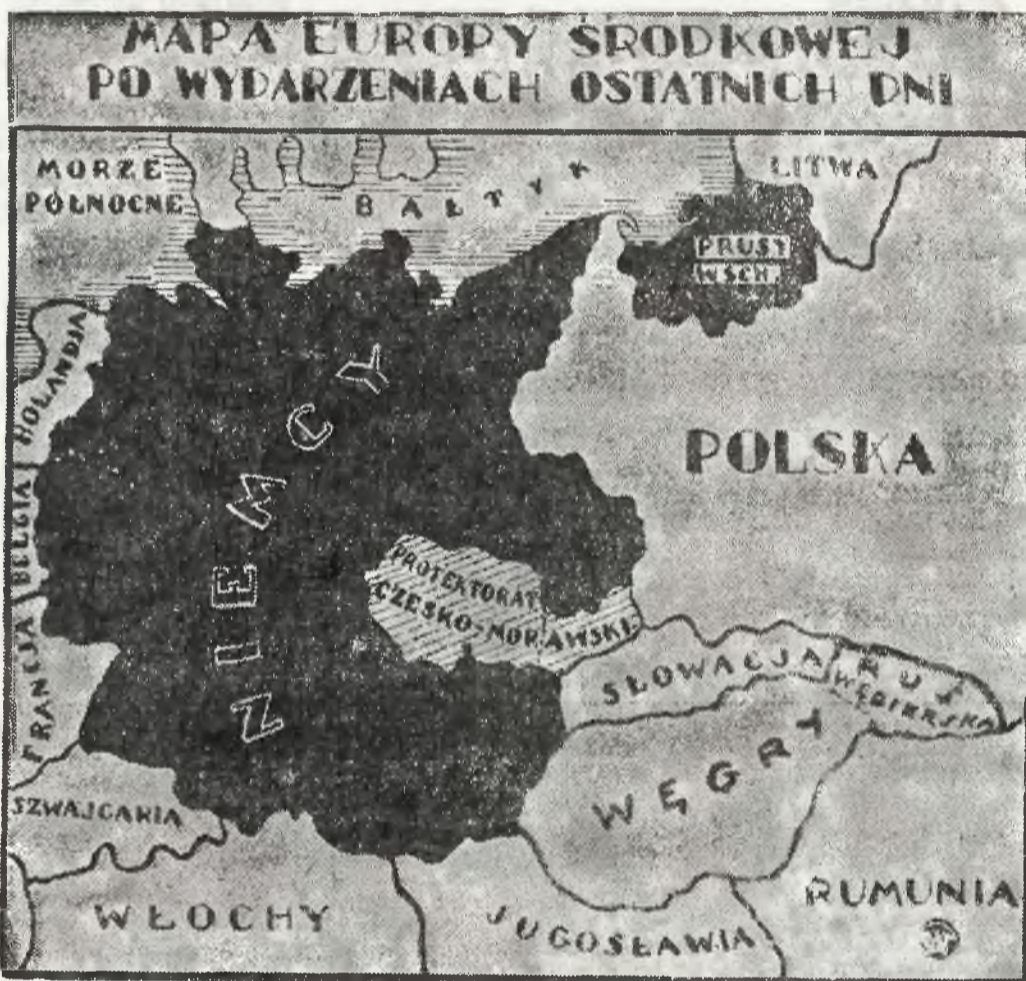 MAPA EUROPY ŚRODKOWEJ
PO WYDARZENIACH OSTATNICH DNI
MORZE
PÓŁNOCNE
BAŁTYK
LITWA
PRUSY
WSCH.
HOLANDJA
BELGIA
FRANCJA
NIEMCY
POLSKA
PROTEKTORAT
CZESKO-MORAWSKI
SŁOWACJA
RUŚ
WĘGIERSKA
WĘGRY
SZWAJCARIA
WŁOCHY
JUGOSŁAWIA
RUMUNIA